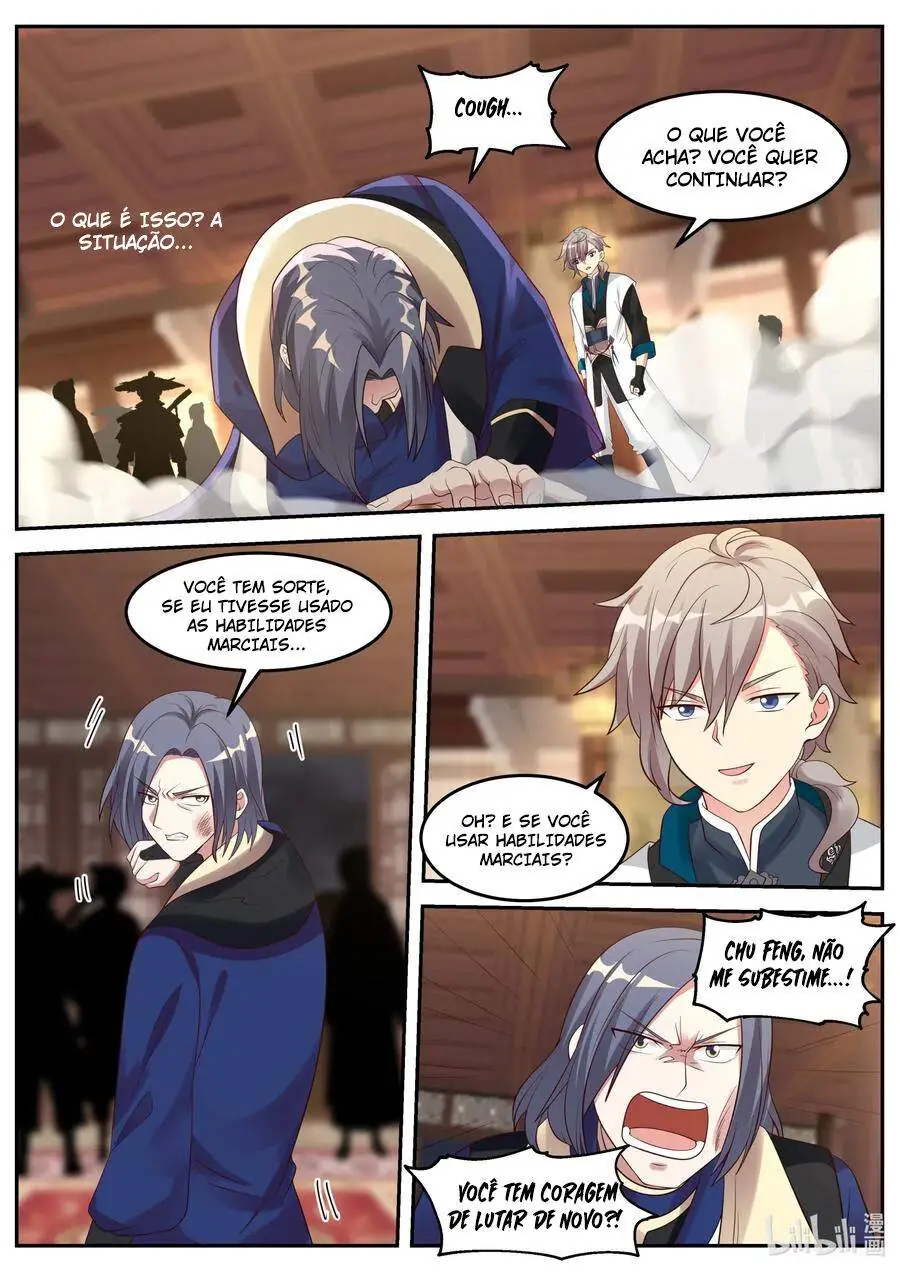 COUGH...
O QUE VOCÊ
ACHA? VOCÊ QUER
CONTINUAR?
O QUE É ISSO? A
SITUAÇÃO...
VOCÊ TEM SORTE,
SE EU TIVESSE USADO
AS HABILIDADES
MARCIAIS...
OH? E SE VOCÊ
USAR HABILIDADES
MARCIAIS?
CHU FENG, NÃO
ME SUBESTIME...!
VOCÊ TEM CORAGEM
DE LUTAR DE NOVO?!
bilibili 漫画